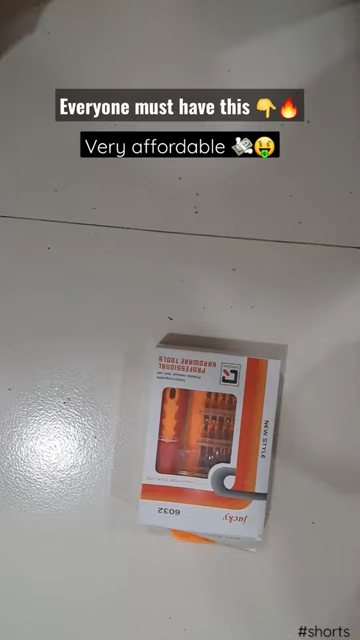 Everyone must have this 👇🔥
Very affordable 💸🤑
PROFESSIONAL
HARDWARE TOOLS
NEW STYLE
jacky
6032
#shorts